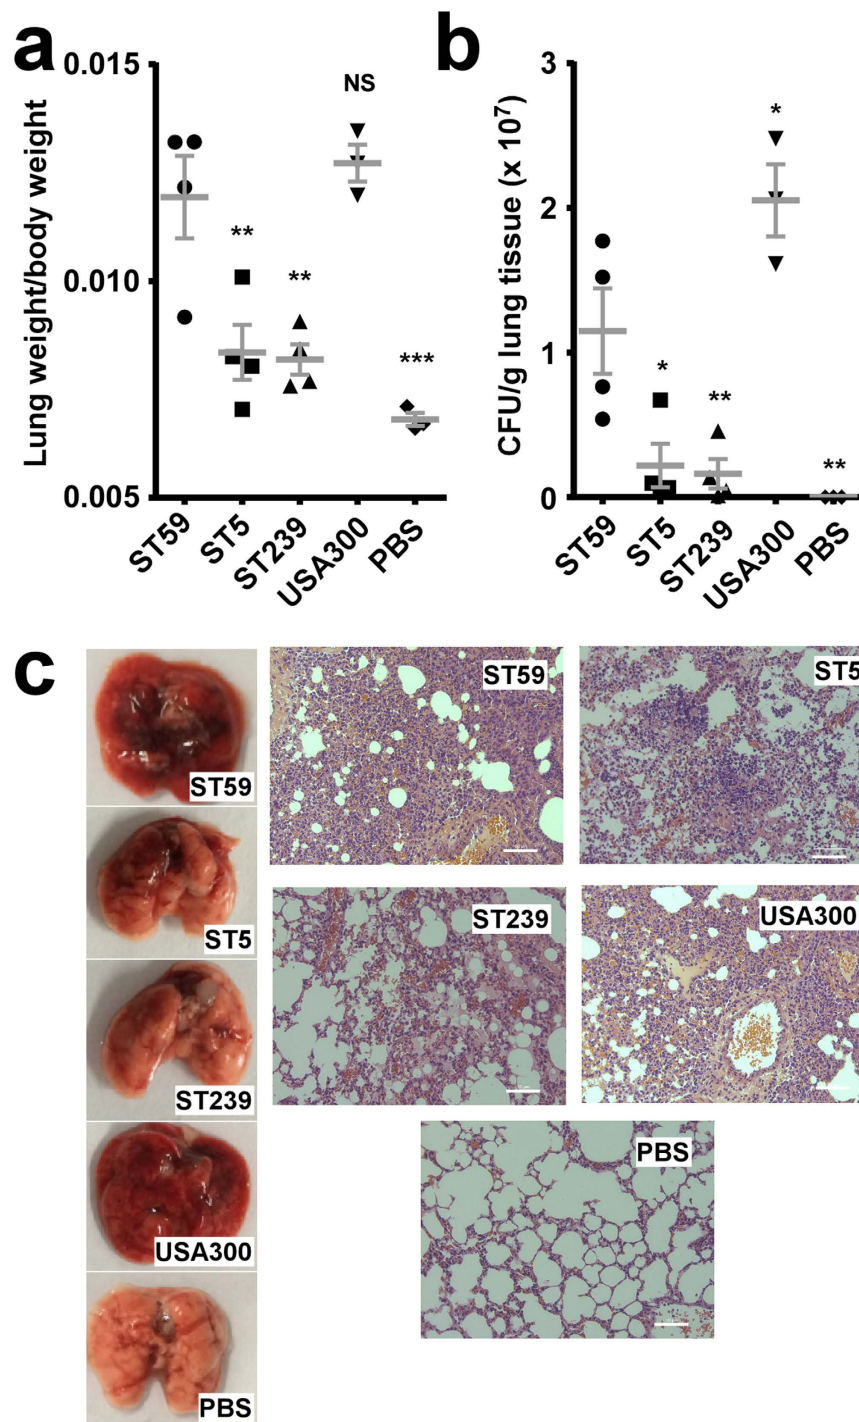 a
Lung weight/body weight
0.015
0.010
0.005
**
**
NS
***
ST59
ST5
ST239
USA300
PBS
b
CFU/g lung tissue (x 10⁷)
3
2
1
0
*
**
*
**
ST59
ST5
ST239
USA300
PBS
c
ST59
ST5
ST239
USA300
PBS
ST59
ST5
ST239
USA300
PBS